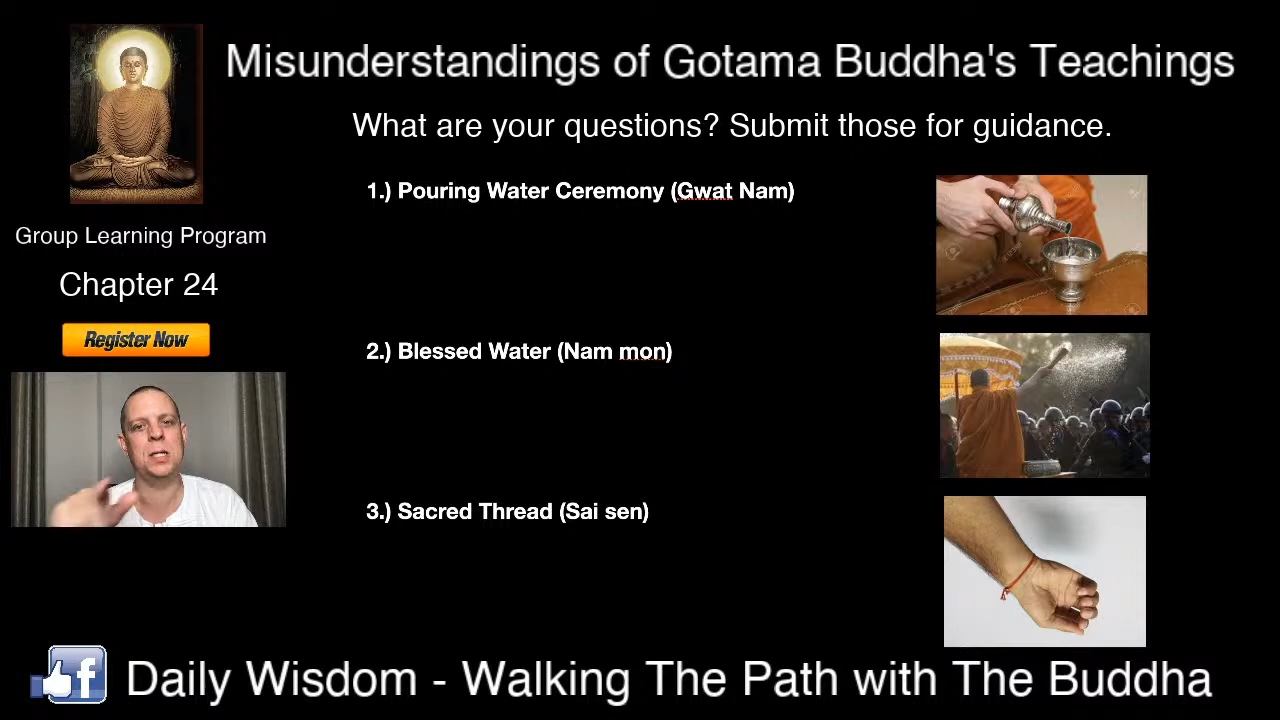 Misunderstandings of Gotama Buddha's Teachings
What are your questions? Submit those for guidance.
Group Learning Program
Chapter 24
Register Now
1.) Pouring Water Ceremony (Gwat Nam)
2.) Blessed Water (Nam mon)
3.) Sacred Thread (Sai sen)
f Daily Wisdom - Walking The Path with The Buddha